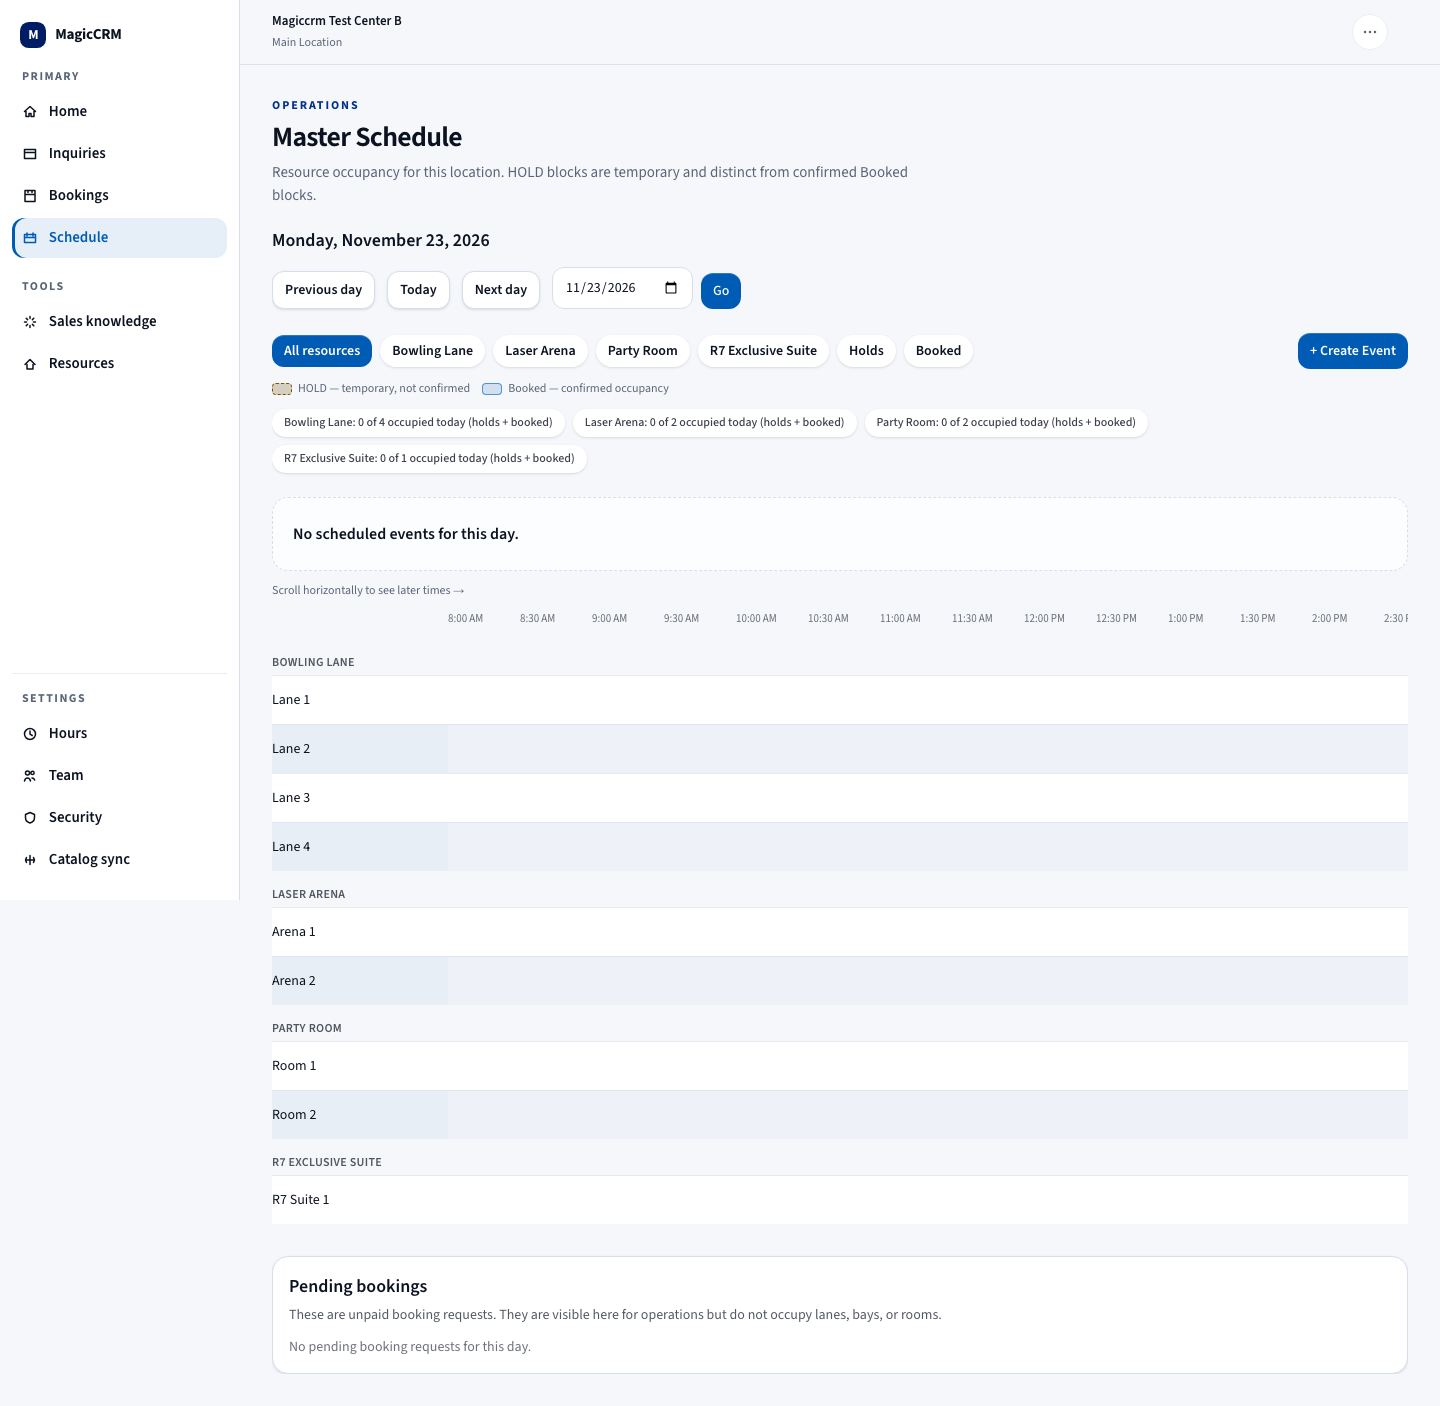 M MagicCRM
PRIMARY
Home
Inquiries
Bookings
Schedule
TOOLS
Sales knowledge
Resources
SETTINGS
Hours
Team
Security
Catalog sync
Magiccrm Test Center B
Main Location
OPERATIONS
Master Schedule
Resource occupancy for this location. HOLD blocks are temporary and distinct from confirmed Booked
blocks.
Monday, November 23, 2026
Previous day Today Next day 11/23/2026 Go
All resources Bowling Lane Laser Arena Party Room R7 Exclusive Suite Holds Booked + Create Event
HOLD — temporary, not confirmed Booked — confirmed occupancy
Bowling Lane: 0 of 4 occupied today (holds + booked) Laser Arena: 0 of 2 occupied today (holds + booked) Party Room: 0 of 2 occupied today (holds + booked)
R7 Exclusive Suite: 0 of 1 occupied today (holds + booked)
No scheduled events for this day.
Scroll horizontally to see later times →
8:00 AM 8:30 AM 9:00 AM 9:30 AM 10:00 AM 10:30 AM 11:00 AM 11:30 AM 12:00 PM 12:30 PM 1:00 PM 1:30 PM 2:00 PM 2:30
BOWLING LANE
Lane 1
Lane 2
Lane 3
Lane 4
LASER ARENA
Arena 1
Arena 2
PARTY ROOM
Room 1
Room 2
R7 EXCLUSIVE SUITE
R7 Suite 1
Pending bookings
These are unpaid booking requests. They are visible here for operations but do not occupy lanes, bays, or rooms.
No pending booking requests for this day.